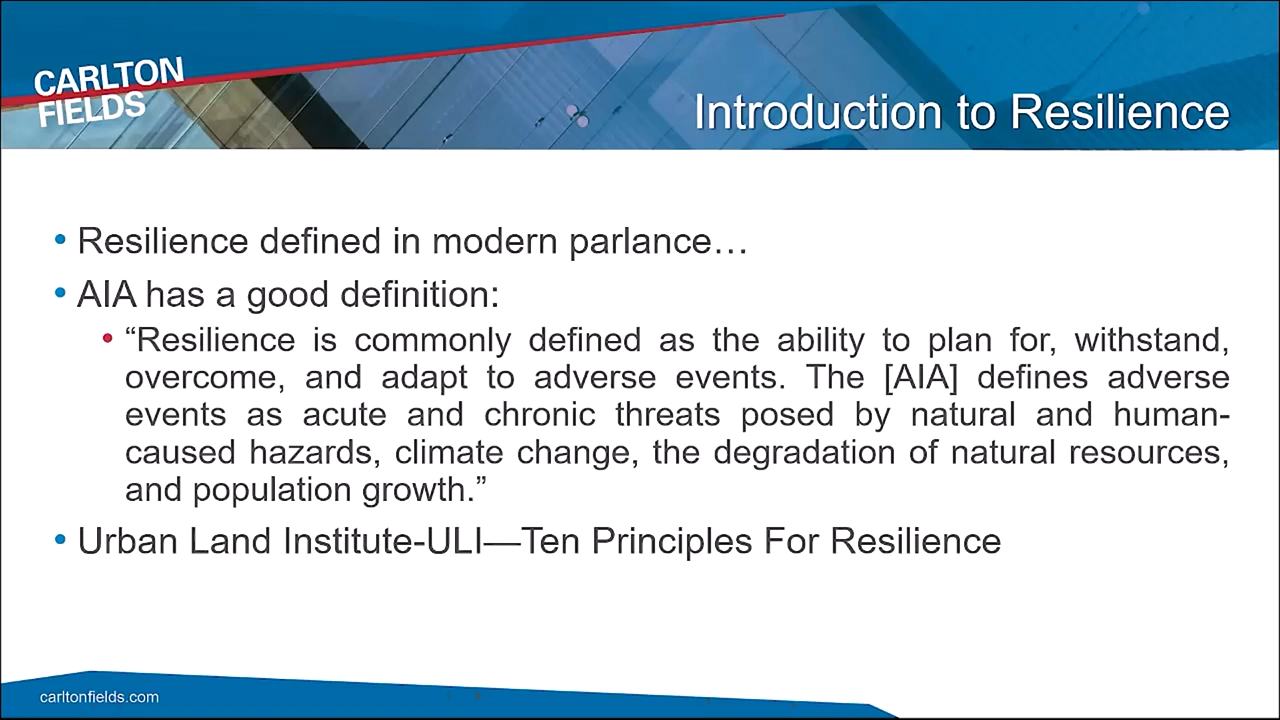 CARLTON
FIELDS
Introduction to Resilience
• Resilience defined in modern parlance…
• AIA has a good definition:
• “Resilience is commonly defined as the ability to plan for, withstand,
overcome, and adapt to adverse events. The [AIA] defines adverse
events as acute and chronic threats posed by natural and human-
caused hazards, climate change, the degradation of natural resources,
and population growth.”
• Urban Land Institute-ULI—Ten Principles For Resilience
carltonfields.com